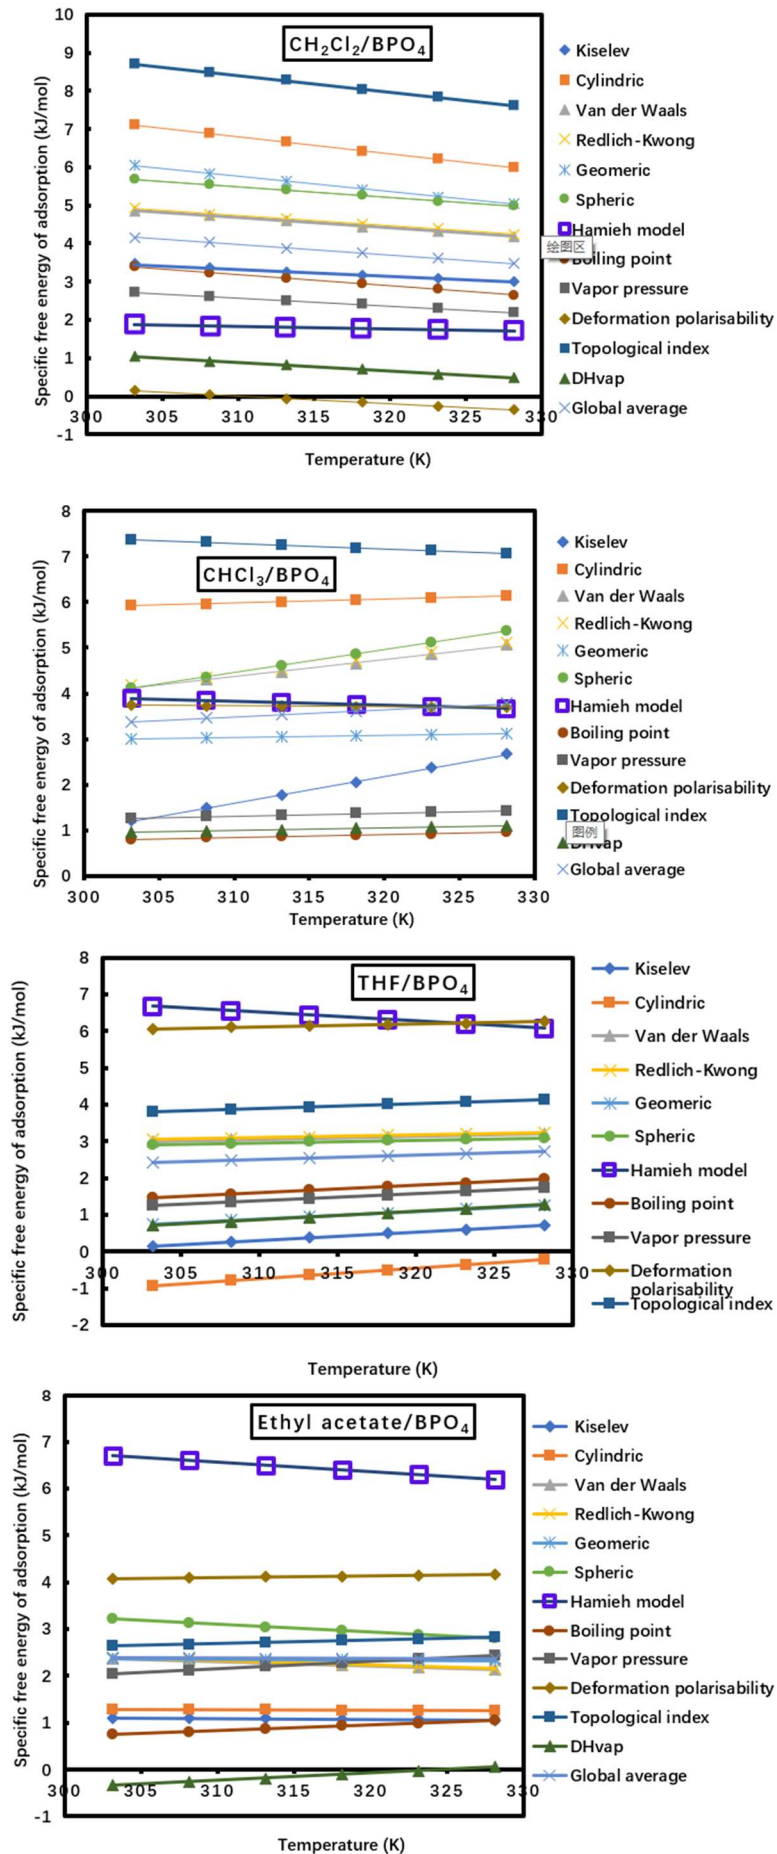 10
9
8
7
6
5
4
3
2
1
0
-1
300
305
310
315
320
325
330
Specific free energy of adsorption (kJ/mol)
Temperature (K)
CH₂Cl₂/BPO₄
Kiselev
Cylindric
Van der Waals
Redlich-Kwong
Geomeric
Spheric
Hamieh model
绘图区
Boiling point
Vapor pressure
Deformation polarisability
Topological index
DHvap
Global average
8
7
6
5
4
3
2
1
0
300
305
310
315
320
325
330
Specific free energy of adsorption (kJ/mol)
Temperature (K)
CHCl₃/BPO₄
Kiselev
Cylindric
Van der Waals
Redlich-Kwong
Geomeric
Spheric
Hamieh model
Boiling point
Vapor pressure
Deformation polarisability
Topological index
图例
DHvap
Global average
8
7
6
5
4
3
2
1
0
-1
-2
300
305
310
315
320
325
330
Specific free energy of adsorption (kJ/mol)
Temperature (K)
THF/BPO₄
Kiselev
Cylindric
Van der Waals
Redlich-Kwong
Geomeric
Spheric
Hamieh model
Boiling point
Vapor pressure
Deformation
polarisability
Topological index
8
7
6
5
4
3
2
1
0
-1
300
305
310
315
320
325
330
Specific free energy of adsorption (kJ/mol)
Temperature (K)
Ethyl acetate/BPO₄
Kiselev
Cylindric
Van der Waals
Redlich-Kwong
Geomeric
Spheric
Hamieh model
Boiling point
Vapor pressure
Deformation polarisability
Topological index
DHvap
Global average